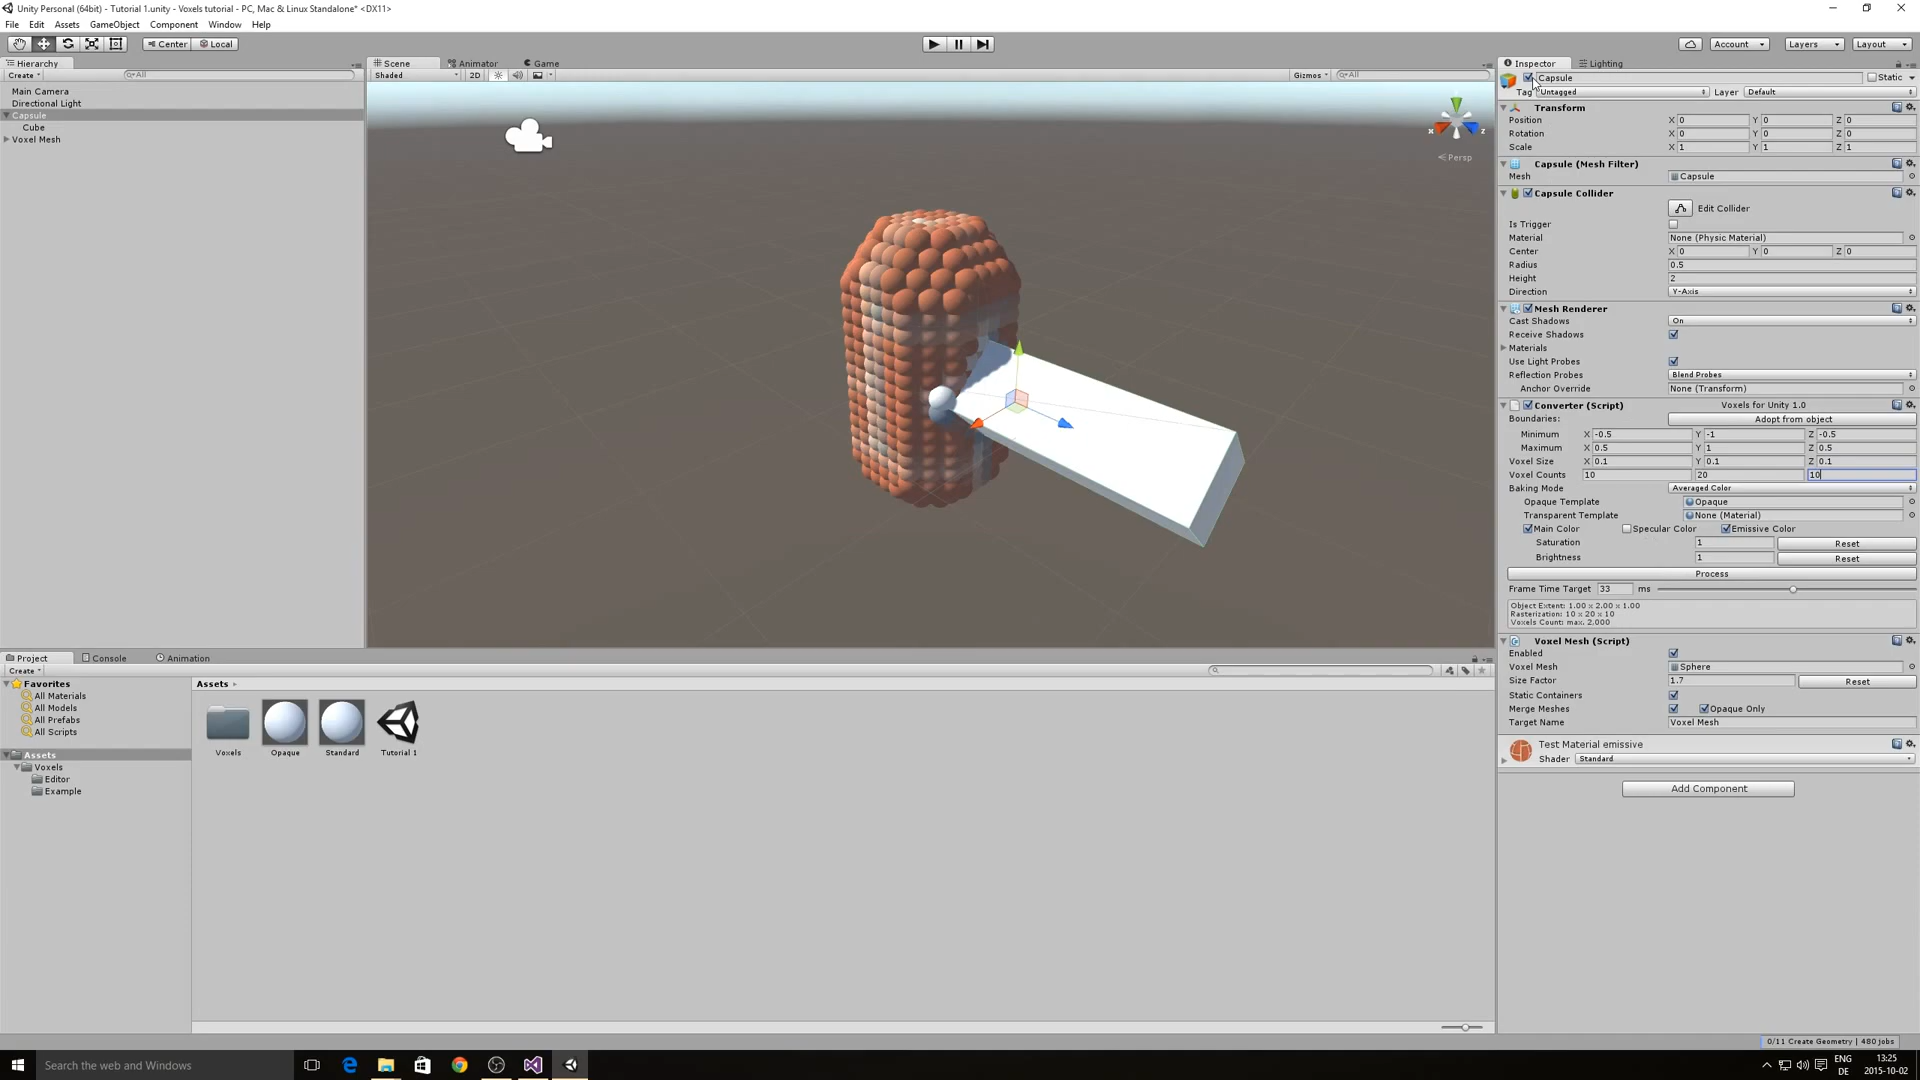 Unity Personal (64bit) - Tutorial 1.unity - Voxels tutorial - PC, Mac & Linux Standalone* <DX11>
File Edit Assets GameObject Component Window Help
Center Local Account Layers Layout
Hierarchy
Create All
Main Camera
Directional Light
Capsule
Cube
Voxel Mesh
Scene Animator Game
Shaded 2D Gizmos All
x z
Persp
Inspector Lighting
Capsule Static
Tag Untagged Layer Default
Transform
Position X 0 Y 0 Z 0
Rotation X 0 Y 0 Z 0
Scale X 1 Y 1 Z 1
Capsule (Mesh Filter)
Mesh Capsule
Capsule Collider
Edit Collider
Is Trigger
Material None (Physic Material)
Center X 0 Y 0 Z 0
Radius 0.5
Height 2
Direction Y-Axis
Mesh Renderer
Cast Shadows On
Receive Shadows
Materials
Use Light Probes
Reflection Probes Blend Probes
Anchor Override None (Transform)
Converter (Script) Voxels for Unity 1.0
Boundaries: Adopt from object
Minimum X -0.5 Y -1 Z -0.5
Maximum X 0.5 Y 1 Z 0.5
Voxel Size X 0.1 Y 0.1 Z 0.1
Voxel Counts 10 20 10
Baking Mode Averaged Color
Opaque Template Opaque
Transparent Template None (Material)
Main Color Specular Color Emissive Color
Saturation 1 Reset
Brightness 1 Reset
Process
Frame Time Target 33 ms
Object Extent: 1.00 x 2.00 x 1.00
Rasterization: 10 x 20 x 10
Voxels Count: max. 2.000
Voxel Mesh (Script)
Enabled
Voxel Mesh Sphere
Size Factor 1.7 Reset
Static Containers
Merge Meshes Opaque Only
Target Name Voxel Mesh
Test Material emissive
Shader Standard
Add Component
Project Console Animation
Create
Favorites
All Materials
All Models
All Prefabs
All Scripts
Assets
Voxels
Editor
Example
Assets
Voxels Opaque Standard Tutorial 1
0/11 Create Geometry | 480 jobs
Search the web and Windows
ENG
DE
13:25
2015-10-02